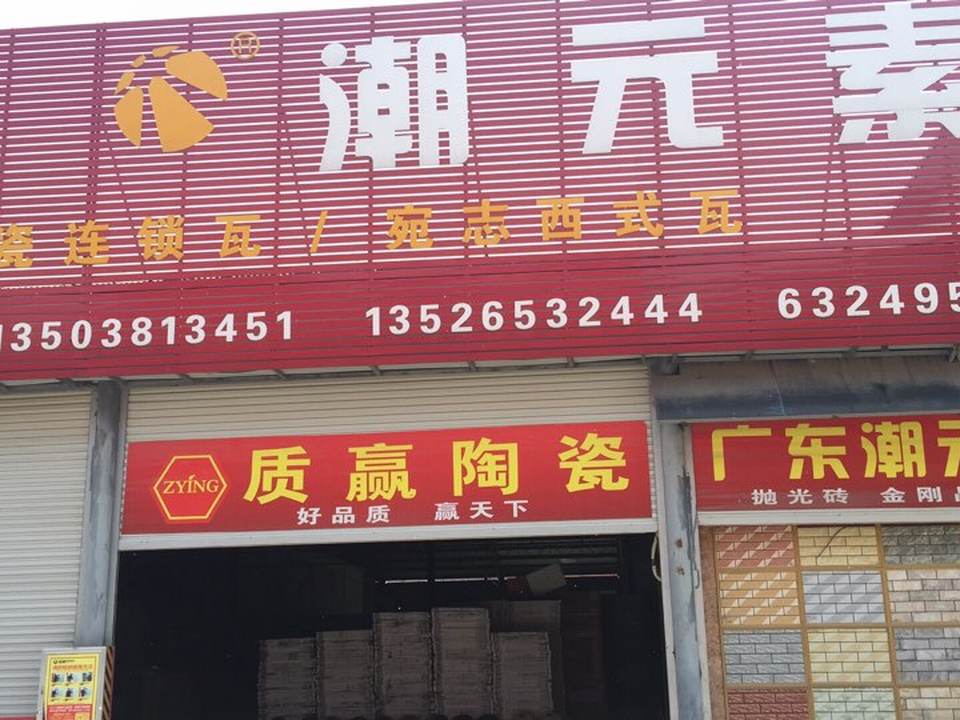 潮元素
瓷连锁瓦 / 宛志西式瓦
13503813451 13526532444 632495
ZYING 质赢陶瓷
好品质 赢天下
广东潮元
抛光砖 金刚